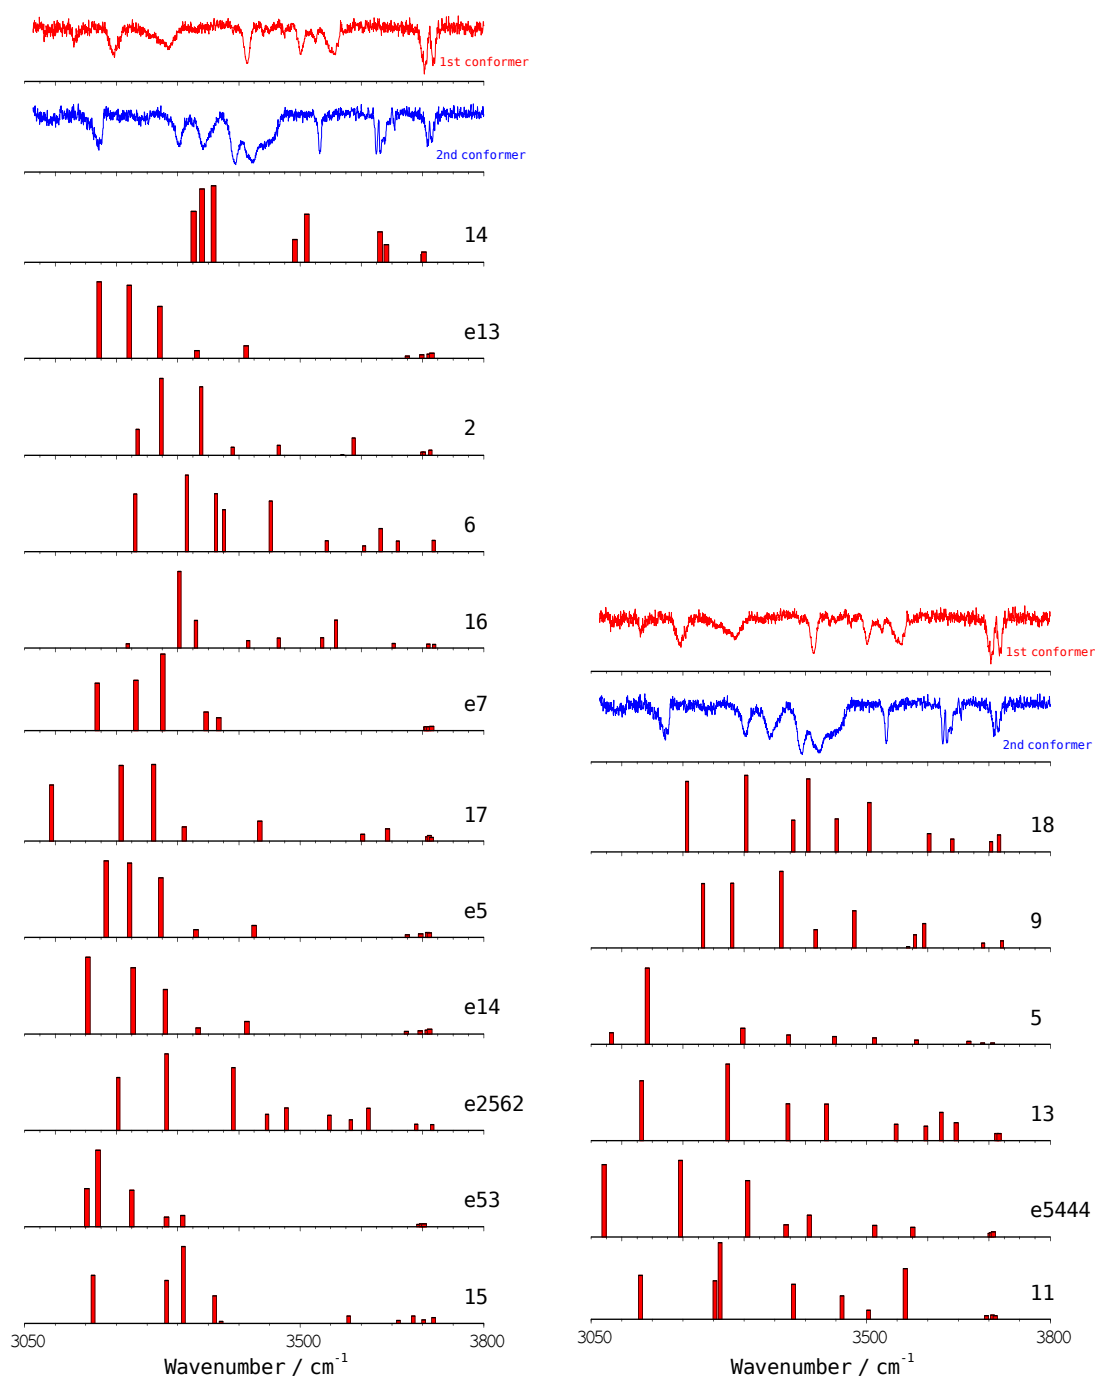 1st conformer
2nd conformer
14
e13
2
6
16
e7
17
e5
e14
e2562
e53
15
3050 3500 3800
Wavenumber / cm-1
1st conformer
2nd conformer
18
9
5
13
e5444
11
3050 3500 3800
Wavenumber / cm-1